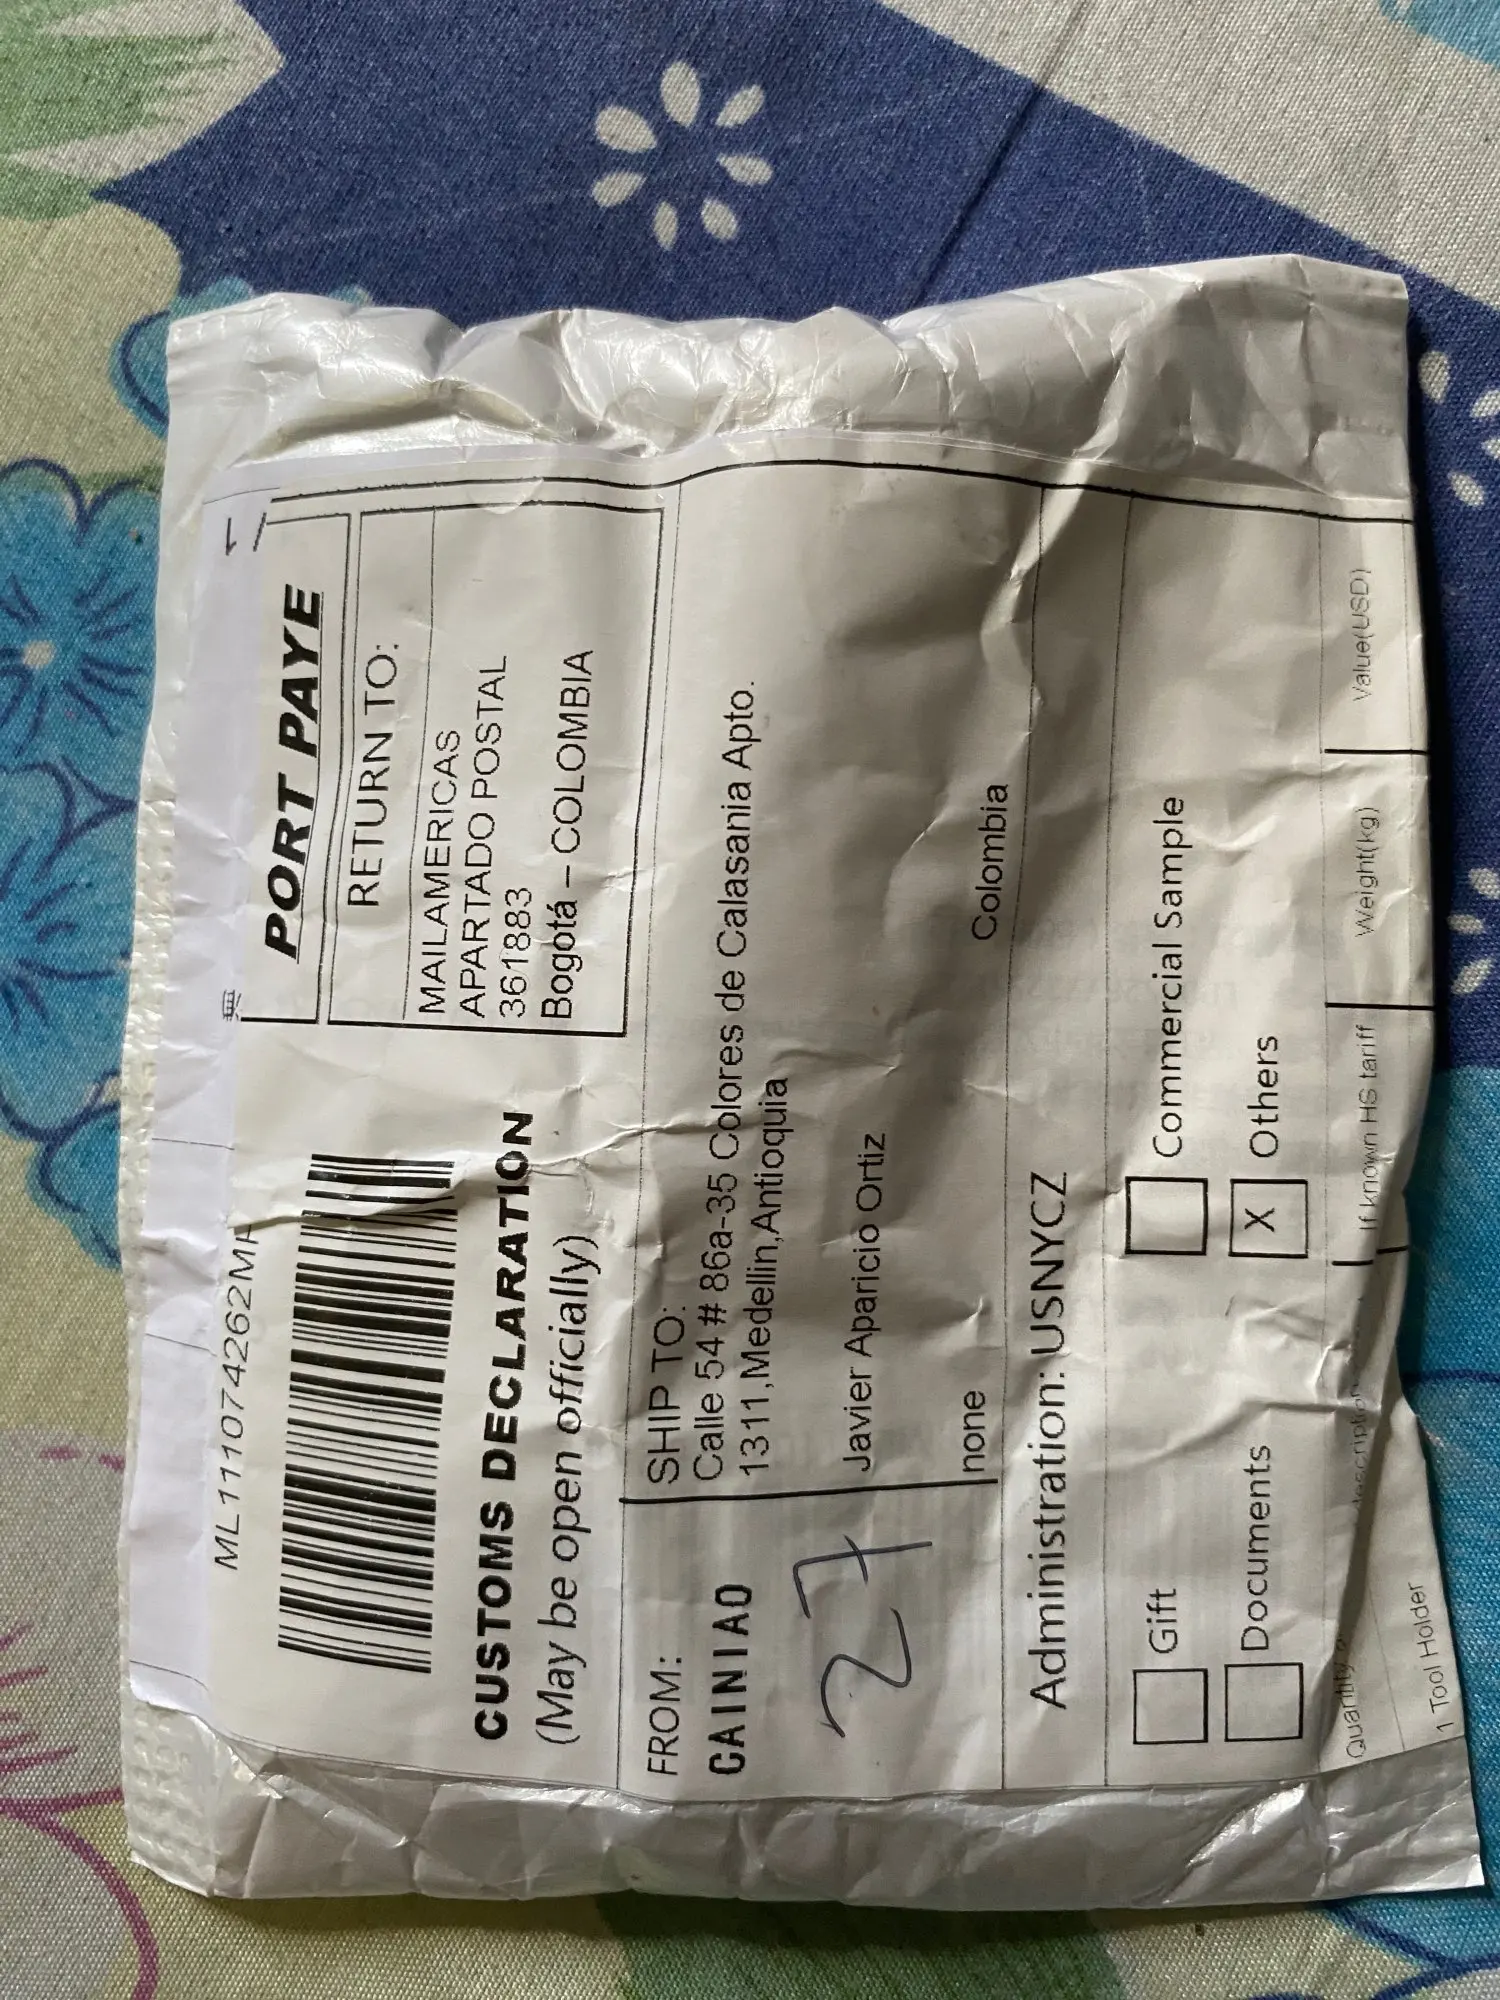 ML111074262M
PORT PAYE
RETURN TO:
MAILAMERICAS
APARTADO POSTAL
361883
Bogotá – COLOMBIA
CUSTOMS DECLARATION
(May be open officially)
FROM:
CAINIAO
27
SHIP TO:
Calle 54 # 86a-35 Colores de Calasania Apto.
1311,Medellin,Antioquia
Javier Aparicio Ortiz
none
Colombia
Administration: USNYCZ
Gift
Commercial Sample
Documents
X Others
Quantity
If known HS tariff
Weight(kg)
Value(USD)
1 Tool Holder